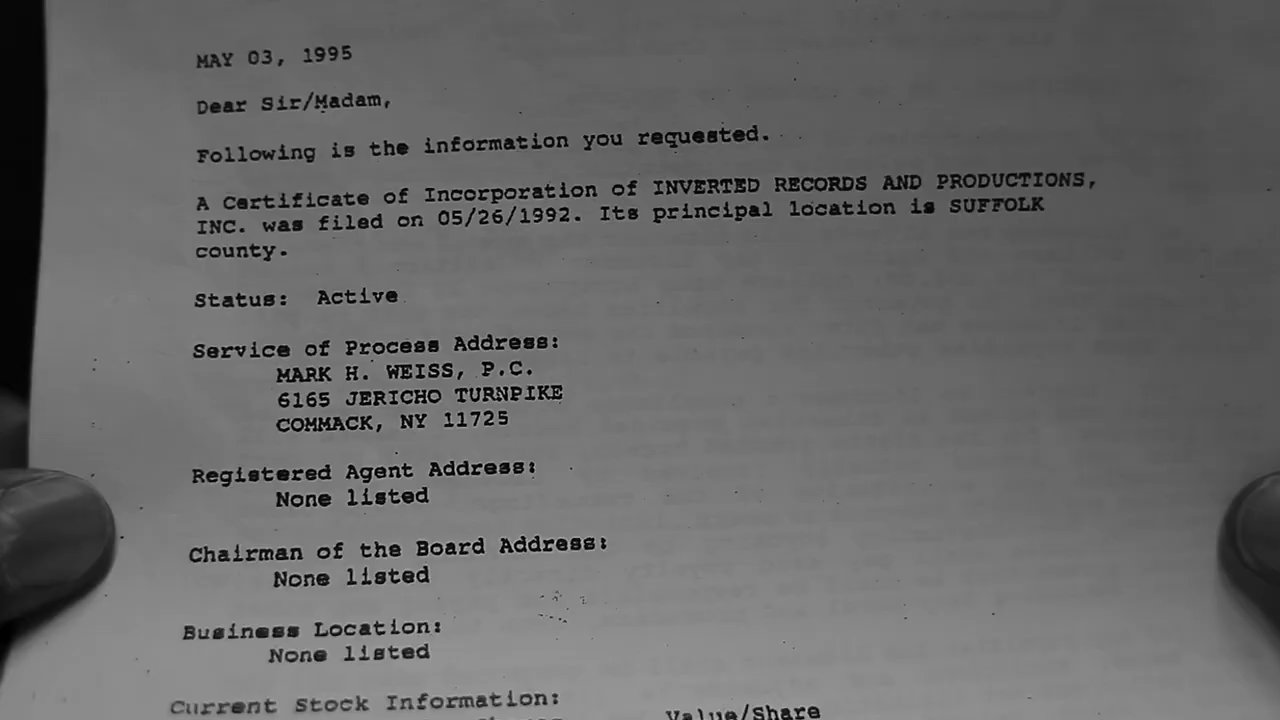 MAY 03, 1995
Dear Sir/Madam,
Following is the information you requested.
A Certificate of Incorporation of INVERTED RECORDS AND PRODUCTIONS,
INC. was filed on 05/26/1992. Its principal location is SUFFOLK
county.
Status: Active
Service of Process Address:
MARK H. WEISS, P.C.
6165 JERICHO TURNPIKE
COMMACK, NY 11725
Registered Agent Address:
None listed
Chairman of the Board Address:
None listed
Business Location:
None listed
Current Stock Information:
Value/Share